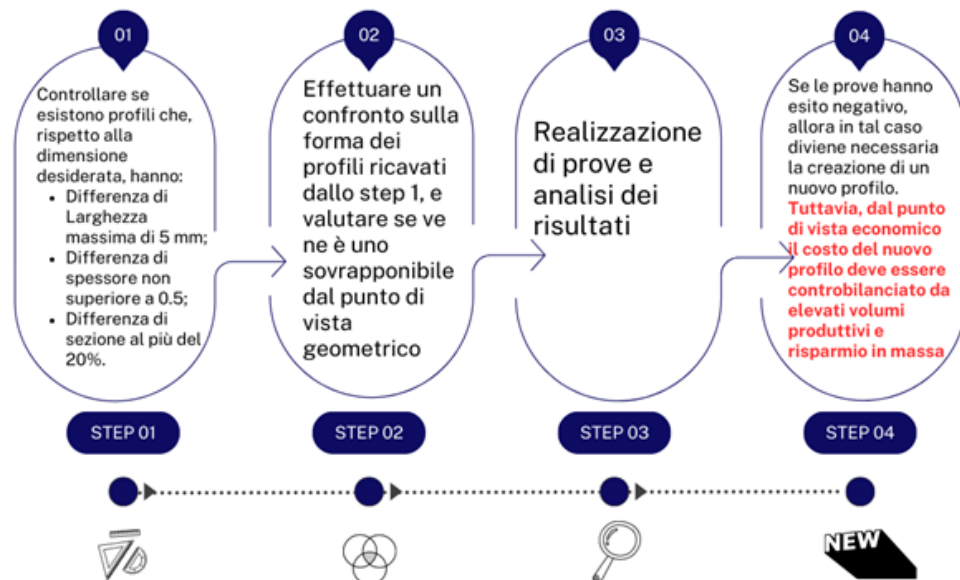 01
Controllare se
esistono profili che,
rispetto alla
dimensione
desiderata, hanno:
• Differenza di
Larghezza
massima di 5 mm;
• Differenza di
spessore non
superiore a 0.5;
• Differenza di
sezione al più del
20%.
STEP 01
02
Effettuare un
confronto sulla
forma dei
profili ricavati
dallo step 1, e
valutare se ve
ne è uno
sovrapponibile
dal punto di
vista
geometrico
STEP 02
03
Realizzazione
di prove e
analisi dei
risultati
STEP 03
04
Se le prove hanno
esito negativo,
allora in tal caso
diviene necessaria
la creazione di un
nuovo profilo.
Tuttavia, dal punto
di vista economico
il costo del nuovo
profilo deve essere
controbilanciato da
elevati volumi
produttivi e
risparmio in massa
STEP 04
NEW